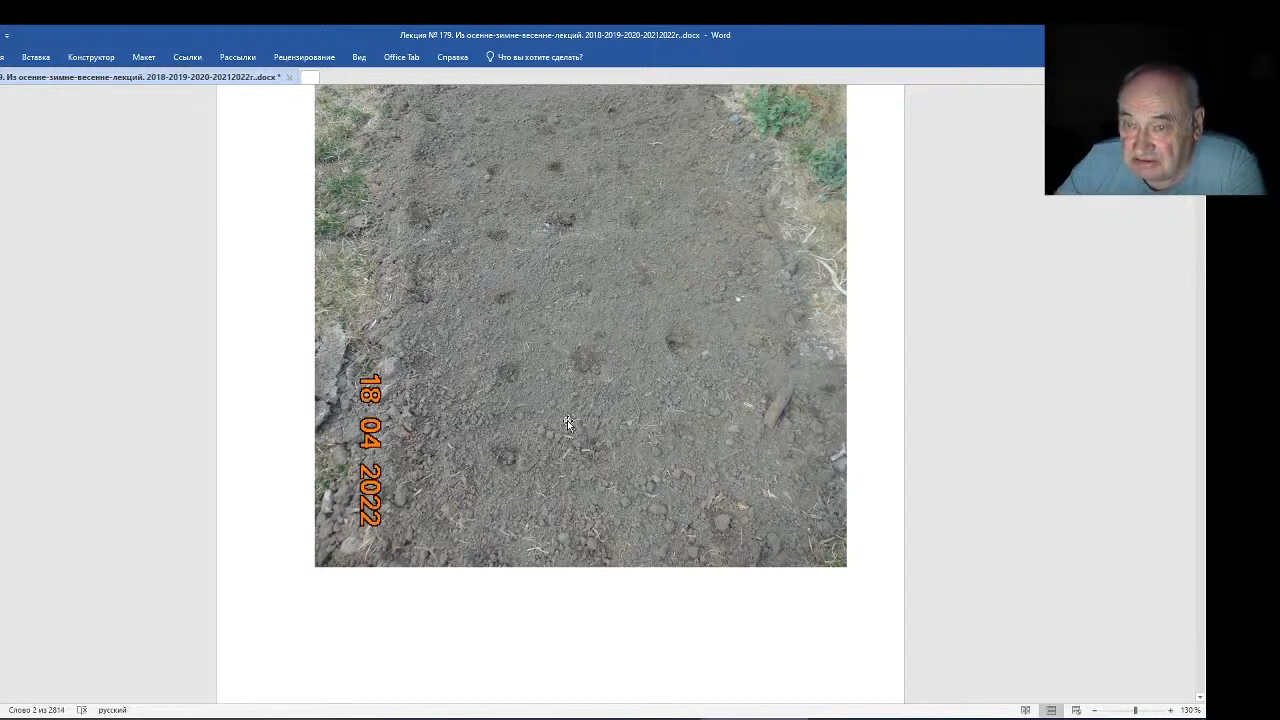 Лекция № 179. Из осенне-зимне-весенне-лекций. 2018-2019-2020-20212022г..docx - Word
я Вставка Конструктор Макет Ссылки Рассылки Рецензирование Вид Office Tab Справка Что вы хотите сделать?
9. Из осенне-зимне-весенне-лекций. 2018-2019-2020-20212022г..docx *
18 04 2022
Слово 2 из 2814 русский 130 %